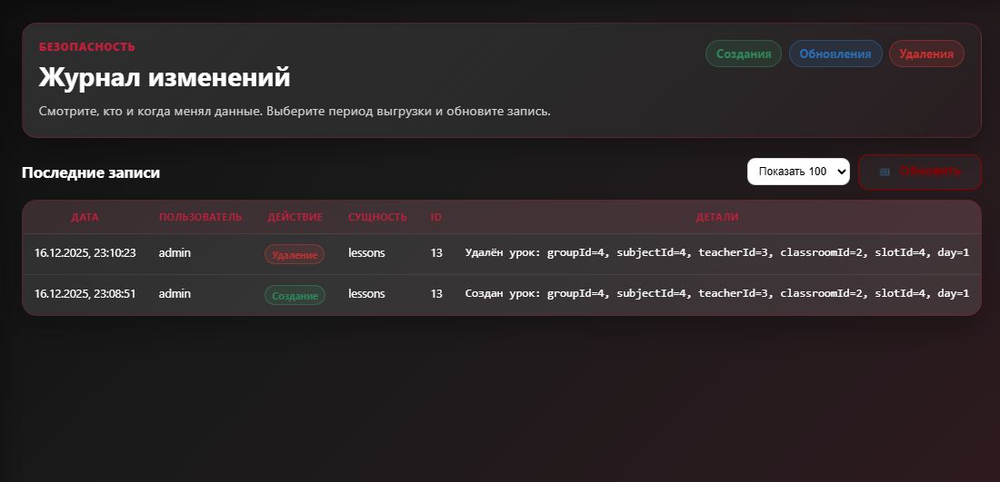 БЕЗОПАСНОСТЬ
Журнал изменений
Смотрите, кто и когда менял данные. Выберите период выгрузки и обновите запись.
Создания Обновления Удаления
Последние записи
Показать 100 Обновить
ДАТА ПОЛЬЗОВАТЕЛЬ ДЕЙСТВИЕ СУЩНОСТЬ ID ДЕТАЛИ
16.12.2025, 23:10:23 admin Удаление lessons 13 Удалён урок: groupId=4, subjectId=4, teacherId=3, classroomId=2, slotId=4, day=1
16.12.2025, 23:08:51 admin Создание lessons 13 Создан урок: groupId=4, subjectId=4, teacherId=3, classroomId=2, slotId=4, day=1